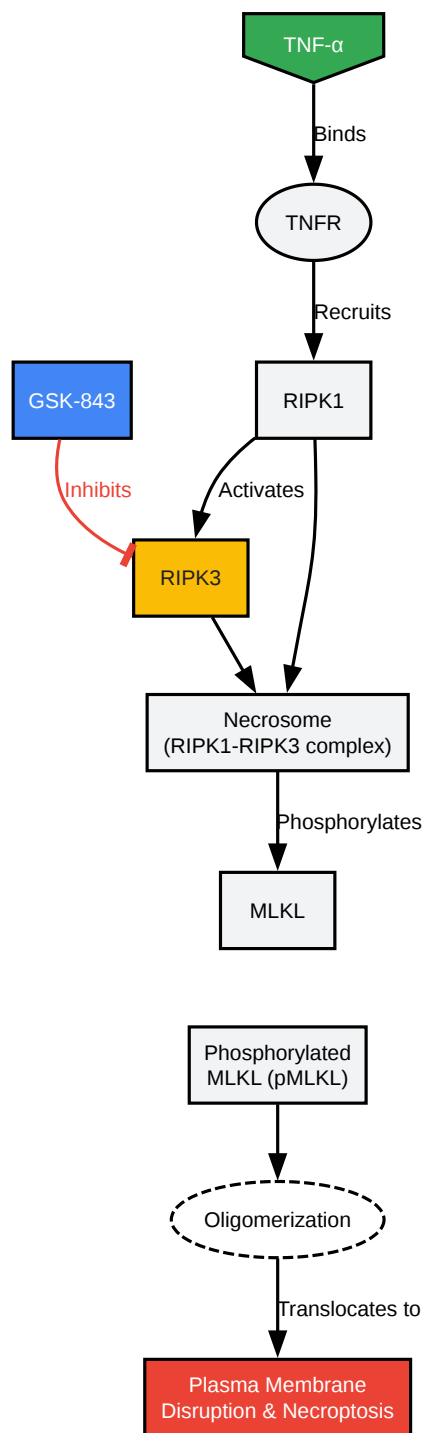 TNF-α
Binds
TNFR
Recruits
GSK-843
RIPK1
Inhibits
Activates
RIPK3
Necrosome
(RIPK1-RIPK3 complex)
Phosphorylates
MLKL
Phosphorylated
MLKL (pMLKL)
Oligomerization
Translocates to
Plasma Membrane
Disruption & Necroptosis